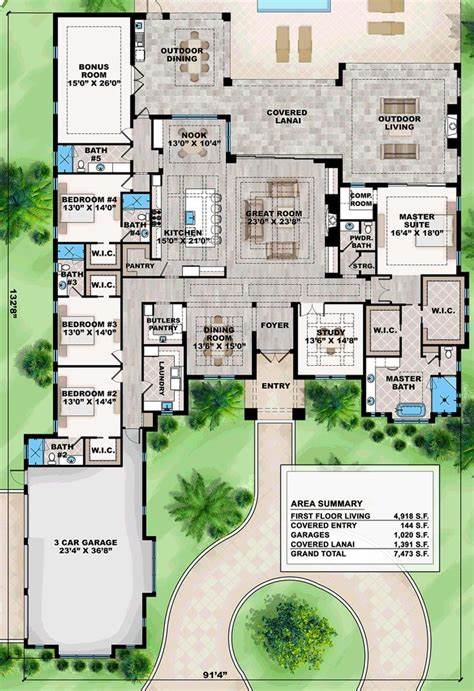 OUTDOOR
DINING
BONUS
ROOM
15'0" X 26'0"
COVERED
LANAI
OUTDOOR
LIVING
NOOK
13'0" X 10'4"
BATH
#5
BEDROOM #4
13'0" X 14'0"
BATH
#4
KITCHEN
15'0" X 21'0"
GREAT ROOM
23'0" X 23'8"
COMP.
ROOM
MASTER
SUITE
16'4" X 18'0"
PWDR.
BATH
STRG.
W.I.C.
PANTRY
BATH
#3
W.I.C.
BEDROOM #3
13'0" X 14'0"
BUTLERS
PANTRY
DINING
ROOM
13'6" X 15'0"
FOYER
STUDY
13'6" X 14'8"
W.I.C.
W.I.C.
LAUNDRY
BEDROOM #2
13'0" X 14'4"
ENTRY
MASTER
BATH
BATH
#2
W.I.C.
132'8"
3 CAR GARAGE
23'4" X 36'8"
AREA SUMMARY
FIRST FLOOR LIVING 4,918 S.F.
COVERED ENTRY 144 S.F.
GARAGES 1,020 S.F.
COVERED LANAI 1,391 S.F.
GRAND TOTAL 7,473 S.F.
91'4"